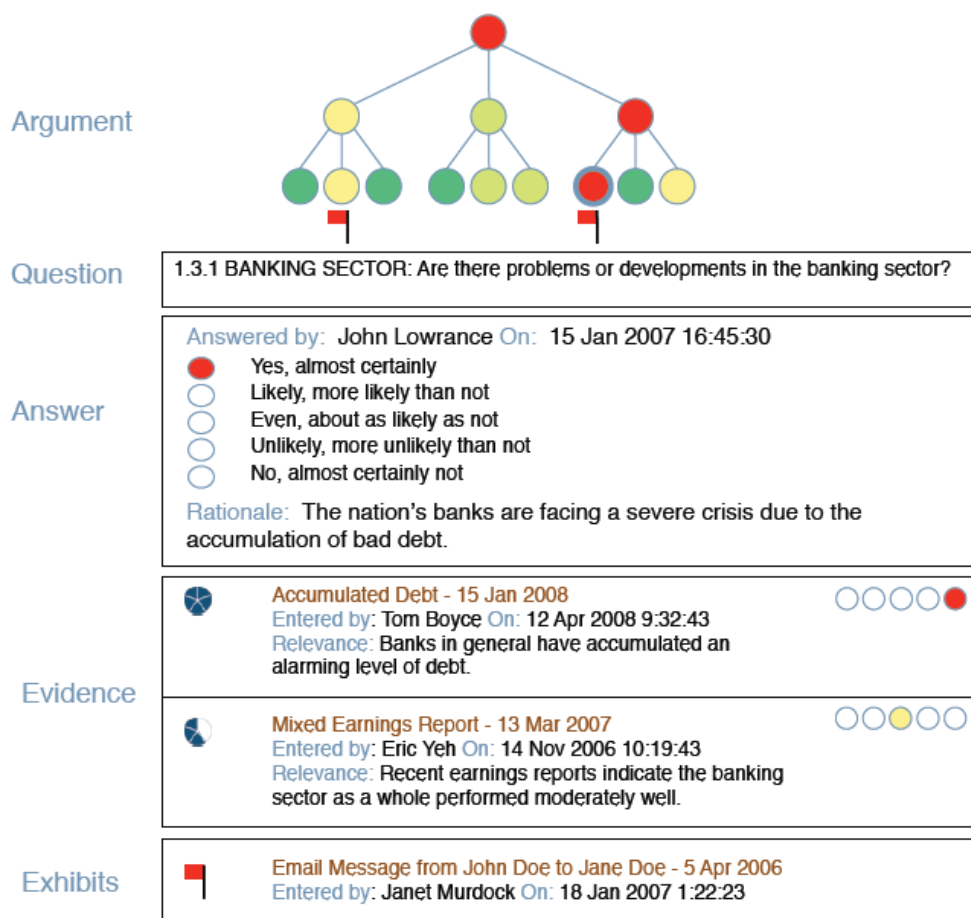 Argument
Question
1.3.1 BANKING SECTOR: Are there problems or developments in the banking sector?
Answer
Answered by: John Lowrance On: 15 Jan 2007 16:45:30
Yes, almost certainly
Likely, more likely than not
Even, about as likely as not
Unlikely, more unlikely than not
No, almost certainly not
Rationale: The nation's banks are facing a severe crisis due to the
accumulation of bad debt.
Evidence
Accumulated Debt - 15 Jan 2008
Entered by: Tom Boyce On: 12 Apr 2008 9:32:43
Relevance: Banks in general have accumulated an
alarming level of debt.
Mixed Earnings Report - 13 Mar 2007
Entered by: Eric Yeh On: 14 Nov 2006 10:19:43
Relevance: Recent earnings reports indicate the banking
sector as a whole performed moderately well.
Exhibits
Email Message from John Doe to Jane Doe - 5 Apr 2006
Entered by: Janet Murdock On: 18 Jan 2007 1:22:23